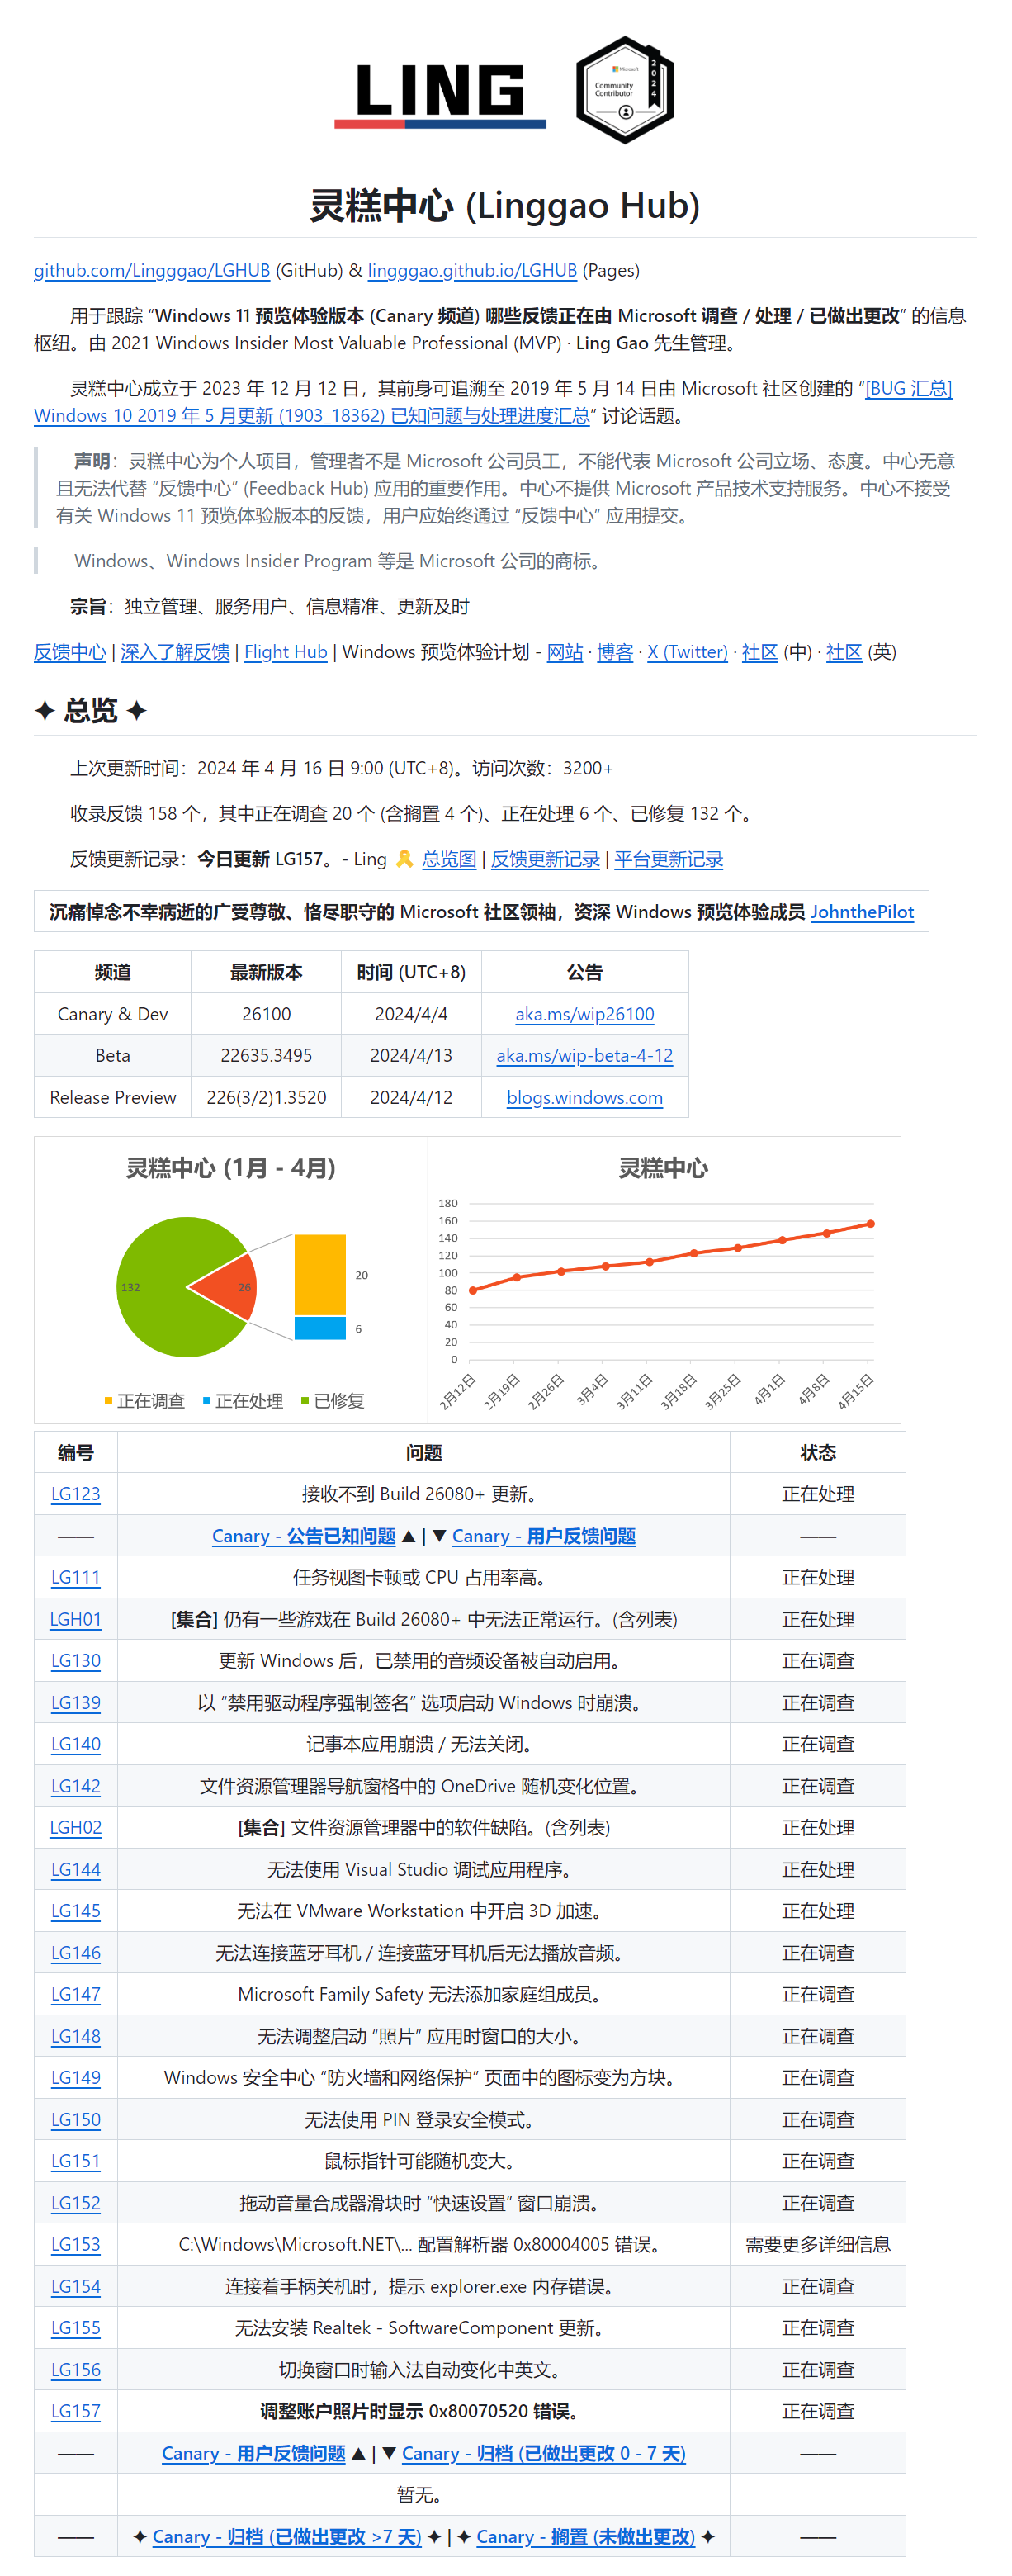 LING
Microsoft
Community
Contributor
2024
灵糕中心 (Linggao Hub)
github.com/Lingggao/LGHUB (GitHub) & lingggao.github.io/LGHUB (Pages)
用于跟踪 “Windows 11 预览体验版本 (Canary 频道) 哪些反馈正在由 Microsoft 调查 / 处理 / 已做出更改” 的信息
枢纽。由 2021 Windows Insider Most Valuable Professional (MVP) · Ling Gao 先生管理。
灵糕中心成立于 2023 年 12 月 12 日，其前身可追溯至 2019 年 5 月 14 日由 Microsoft 社区创建的 “[BUG 汇总]
Windows 10 2019 年 5 月更新 (1903_18362) 已知问题与处理进度汇总” 讨论话题。
声明：灵糕中心为个人项目，管理者不是 Microsoft 公司员工，不能代表 Microsoft 公司立场、态度。中心无意
且无法代替 “反馈中心” (Feedback Hub) 应用的重要作用。中心不提供 Microsoft 产品技术支持服务。中心不接受
有关 Windows 11 预览体验版本的反馈，用户应始终通过 “反馈中心” 应用提交。
Windows、Windows Insider Program 等是 Microsoft 公司的商标。
宗旨：独立管理、服务用户、信息精准、更新及时
反馈中心 | 深入了解反馈 | Flight Hub | Windows 预览体验计划 - 网站 · 博客 · X (Twitter) · 社区 (中) · 社区 (英)
✦ 总览 ✦
上次更新时间：2024 年 4 月 16 日 9:00 (UTC+8)。访问次数：3200+
收录反馈 158 个，其中正在调查 20 个 (含搁置 4 个)、正在处理 6 个、已修复 132 个。
反馈更新记录：今日更新 LG157。- Ling 🎗️ 总览图 | 反馈更新记录 | 平台更新记录
沉痛悼念不幸病逝的广受尊敬、恪尽职守的 Microsoft 社区领袖，资深 Windows 预览体验成员 JohnthePilot
频道 最新版本 时间 (UTC+8) 公告
Canary & Dev 26100 2024/4/4 aka.ms/wip26100
Beta 22635.3495 2024/4/13 aka.ms/wip-beta-4-12
Release Preview 226(3/2)1.3520 2024/4/12 blogs.windows.com
灵糕中心 (1月 - 4月)
132
26
20
6
正在调查 正在处理 已修复
灵糕中心
180
160
140
120
100
80
60
40
20
0
2月12日 2月19日 2月26日 3月4日 3月11日 3月18日 3月25日 4月1日 4月8日 4月15日
编号 问题 状态
LG123 接收不到 Build 26080+ 更新。 正在处理
—— Canary - 公告已知问题 ▲ | ▼ Canary - 用户反馈问题 ——
LG111 任务视图卡顿或 CPU 占用率高。 正在处理
LGH01 [集合] 仍有一些游戏在 Build 26080+ 中无法正常运行。(含列表) 正在处理
LG130 更新 Windows 后，已禁用的音频设备被自动启用。 正在调查
LG139 以 “禁用驱动程序强制签名” 选项启动 Windows 时崩溃。 正在调查
LG140 记事本应用崩溃 / 无法关闭。 正在调查
LG142 文件资源管理器导航窗格中的 OneDrive 随机变化位置。 正在调查
LGH02 [集合] 文件资源管理器中的软件缺陷。(含列表) 正在处理
LG144 无法使用 Visual Studio 调试应用程序。 正在处理
LG145 无法在 VMware Workstation 中开启 3D 加速。 正在处理
LG146 无法连接蓝牙耳机 / 连接蓝牙耳机后无法播放音频。 正在调查
LG147 Microsoft Family Safety 无法添加家庭组成员。 正在调查
LG148 无法调整启动 “照片” 应用时窗口的大小。 正在调查
LG149 Windows 安全中心 “防火墙和网络保护” 页面中的图标变为方块。 正在调查
LG150 无法使用 PIN 登录安全模式。 正在调查
LG151 鼠标指针可能随机变大。 正在调查
LG152 拖动音量合成器滑块时 “快速设置” 窗口崩溃。 正在调查
LG153 C:\Windows\Microsoft.NET\... 配置解析器 0x80004005 错误。 需要更多详细信息
LG154 连接着手柄关机时，提示 explorer.exe 内存错误。 正在调查
LG155 无法安装 Realtek - SoftwareComponent 更新。 正在调查
LG156 切换窗口时输入法自动变化中英文。 正在调查
LG157 调整账户照片时显示 0x80070520 错误。 正在调查
—— Canary - 用户反馈问题 ▲ | ▼ Canary - 归档 (已做出更改 0 - 7 天) ——
暂无。
—— ✦ Canary - 归档 (已做出更改 >7 天) ✦ | ✦ Canary - 搁置 (未做出更改) ✦ ——